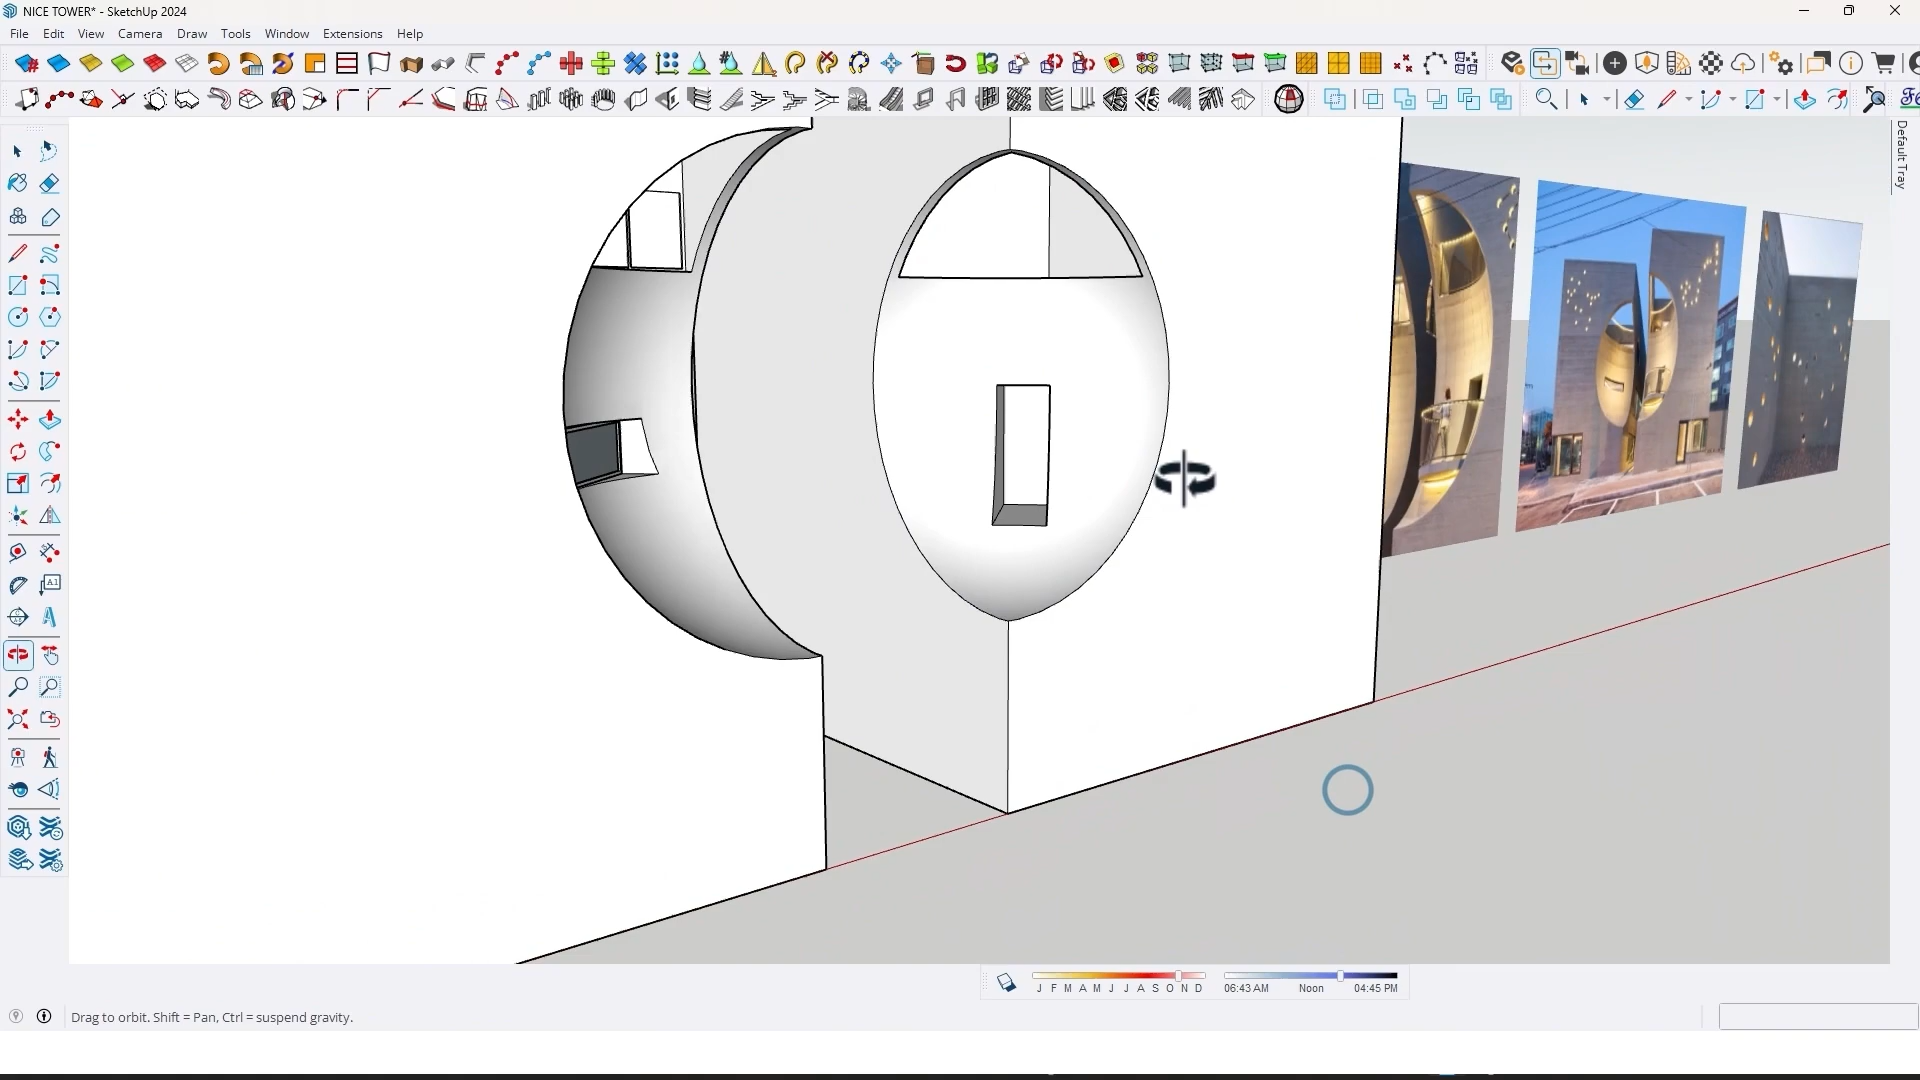 NICE TOWER* - SketchUp 2024
File Edit View Camera Draw Tools Window Extensions Help
Default Tray
A1
J F M A M J J A S O N D
06:43 AM Noon 04:45 PM
Drag to orbit. Shift = Pan, Ctrl = suspend gravity.